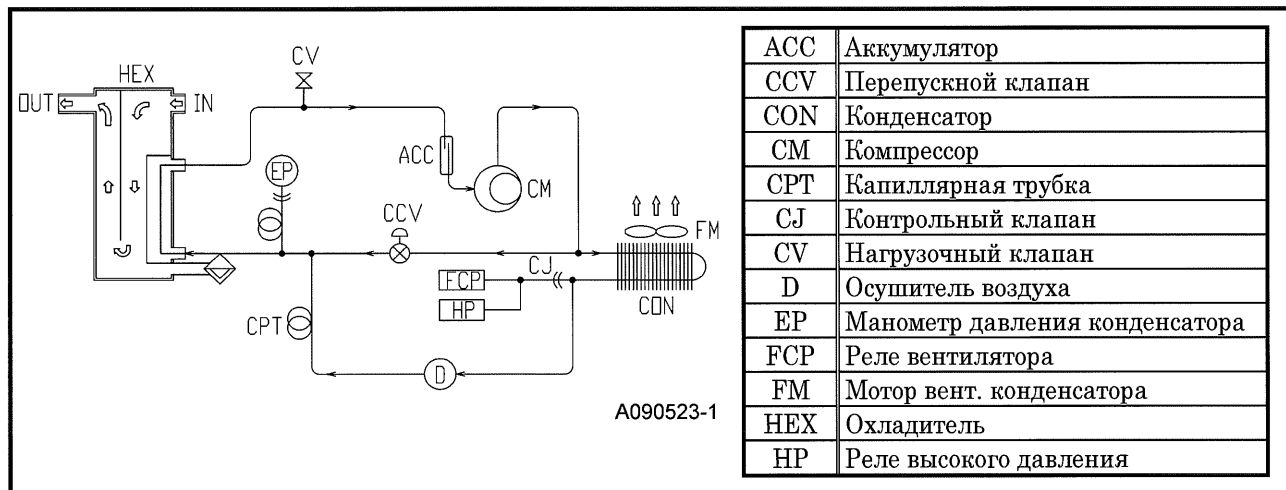 CV
HEX
OUT
IN
ACC
EP
CM
CCV
FM
CJ
FCP
HP
CON
CPT
D
A090523-1
ACC Аккумулятор
CCV Перепускной клапан
CON Конденсатор
CM Компрессор
CPT Капиллярная трубка
CJ Контрольный клапан
CV Нагрузочный клапан
D Осушитель воздуха
EP Манометр давления конденсатора
FCP Реле вентилятора
FM Мотор вент. конденсатора
HEX Охладитель
HP Реле высокого давления